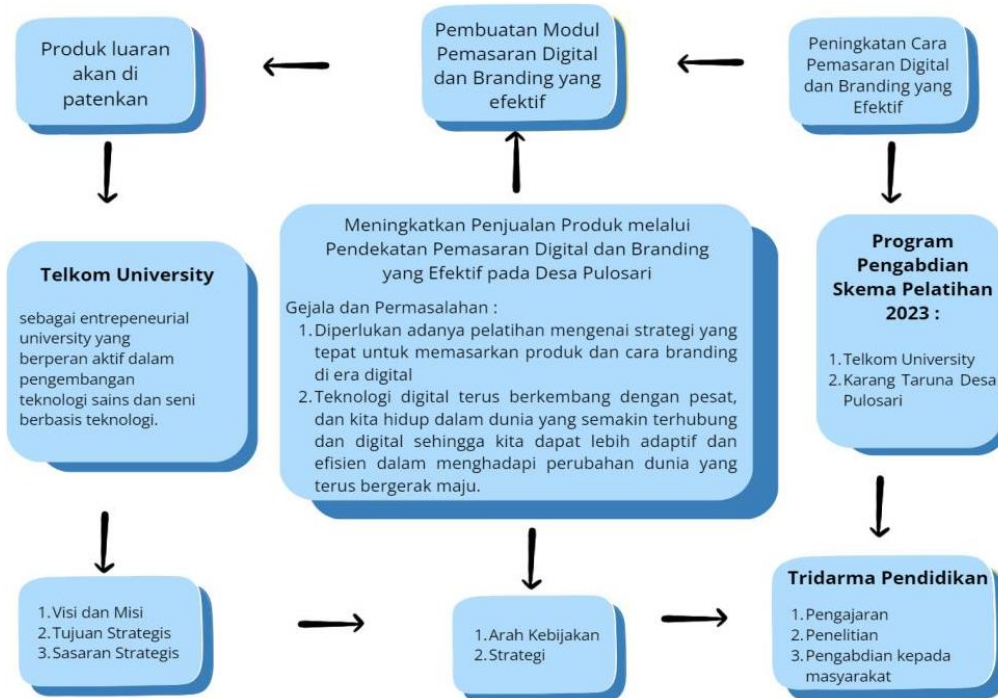 Produk luaran
akan di
patenkan
Pembuatan Modul
Pemasaran Digital
dan Branding yang
efektif
Peningkatan Cara
Pemasaran Digital
dan Branding yang
Efektif
Telkom University
sebagai entrepeneurial
university yang
berperan aktif dalam
pengembangan
teknologi sains dan seni
berbasis teknologi.
Meningkatkan Penjualan Produk melalui
Pendekatan Pemasaran Digital dan Branding
yang Efektif pada Desa Pulosari
Gejala dan Permasalahan :
1. Diperlukan adanya pelatihan mengenai strategi yang
tepat untuk memasarkan produk dan cara branding
di era digital
2. Teknologi digital terus berkembang dengan pesat,
dan kita hidup dalam dunia yang semakin terhubung
dan digital sehingga kita dapat lebih adaptif dan
efisien dalam menghadapi perubahan dunia yang
terus bergerak maju.
Program
Pengabdian
Skema Pelatihan
2023 :
1. Telkom University
2. Karang Taruna Desa
Pulosari
1. Visi dan Misi
2. Tujuan Strategis
3. Sasaran Strategis
1. Arah Kebijakan
2. Strategi
Tridarma Pendidikan
1. Pengajaran
2. Penelitian
3. Pengabdian kepada
masyarakat